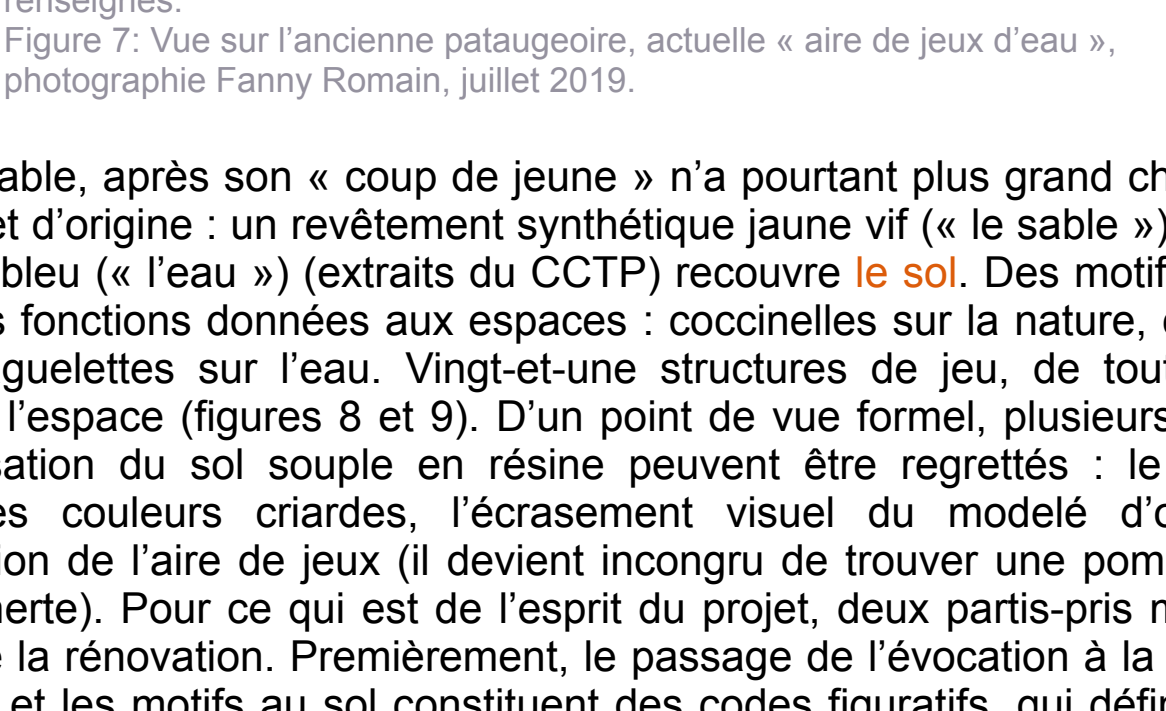 renseignés.
Figure 7: Vue sur l’ancienne pataugeoire, actuelle « aire de jeux d’eau »,
photographie Fanny Romain, juillet 2019.
able, après son « coup de jeune » n’a pourtant plus grand ch
et d’origine : un revêtement synthétique jaune vif (« le sable »)
bleu (« l’eau ») (extraits du CCTP) recouvre le sol. Des motif
s fonctions données aux espaces : coccinelles sur la nature,
guelettes sur l’eau. Vingt-et-une structures de jeu, de tout
l’espace (figures 8 et 9). D’un point de vue formel, plusieurs
sation du sol souple en résine peuvent être regrettés : le
es couleurs criardes, l’écrasement visuel du modelé d’o
ion de l’aire de jeux (il devient incongru de trouver une pom
nerte). Pour ce qui est de l’esprit du projet, deux partis-pris m
e la rénovation. Premièrement, le passage de l’évocation à la
et les motifs au sol constituent des codes figuratifs, qui défin